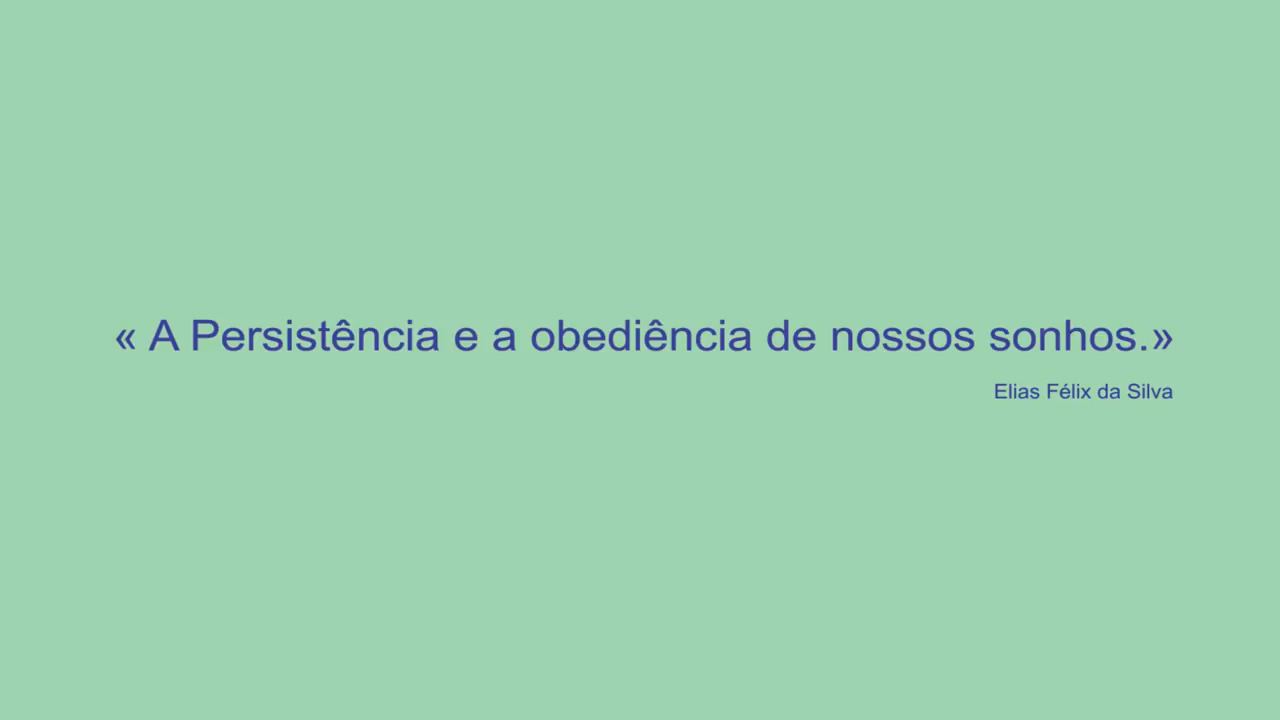 « A Persistência e a obediência de nossos sonhos.»
Elias Félix da Silva